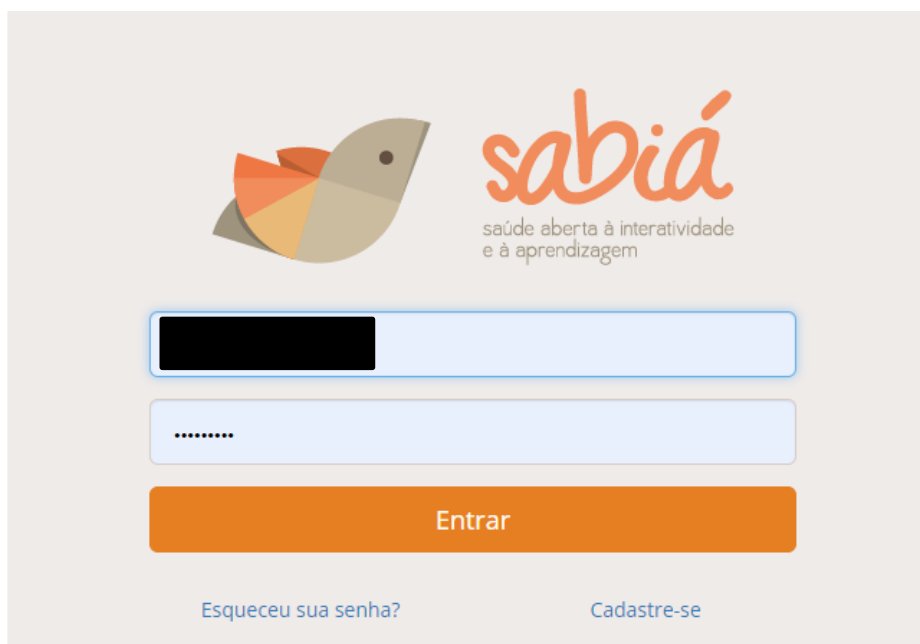 sabiá
saúde aberta à interatividade
e à aprendizagem
•••••••••
Entrar
Esqueceu sua senha?
Cadastre-se